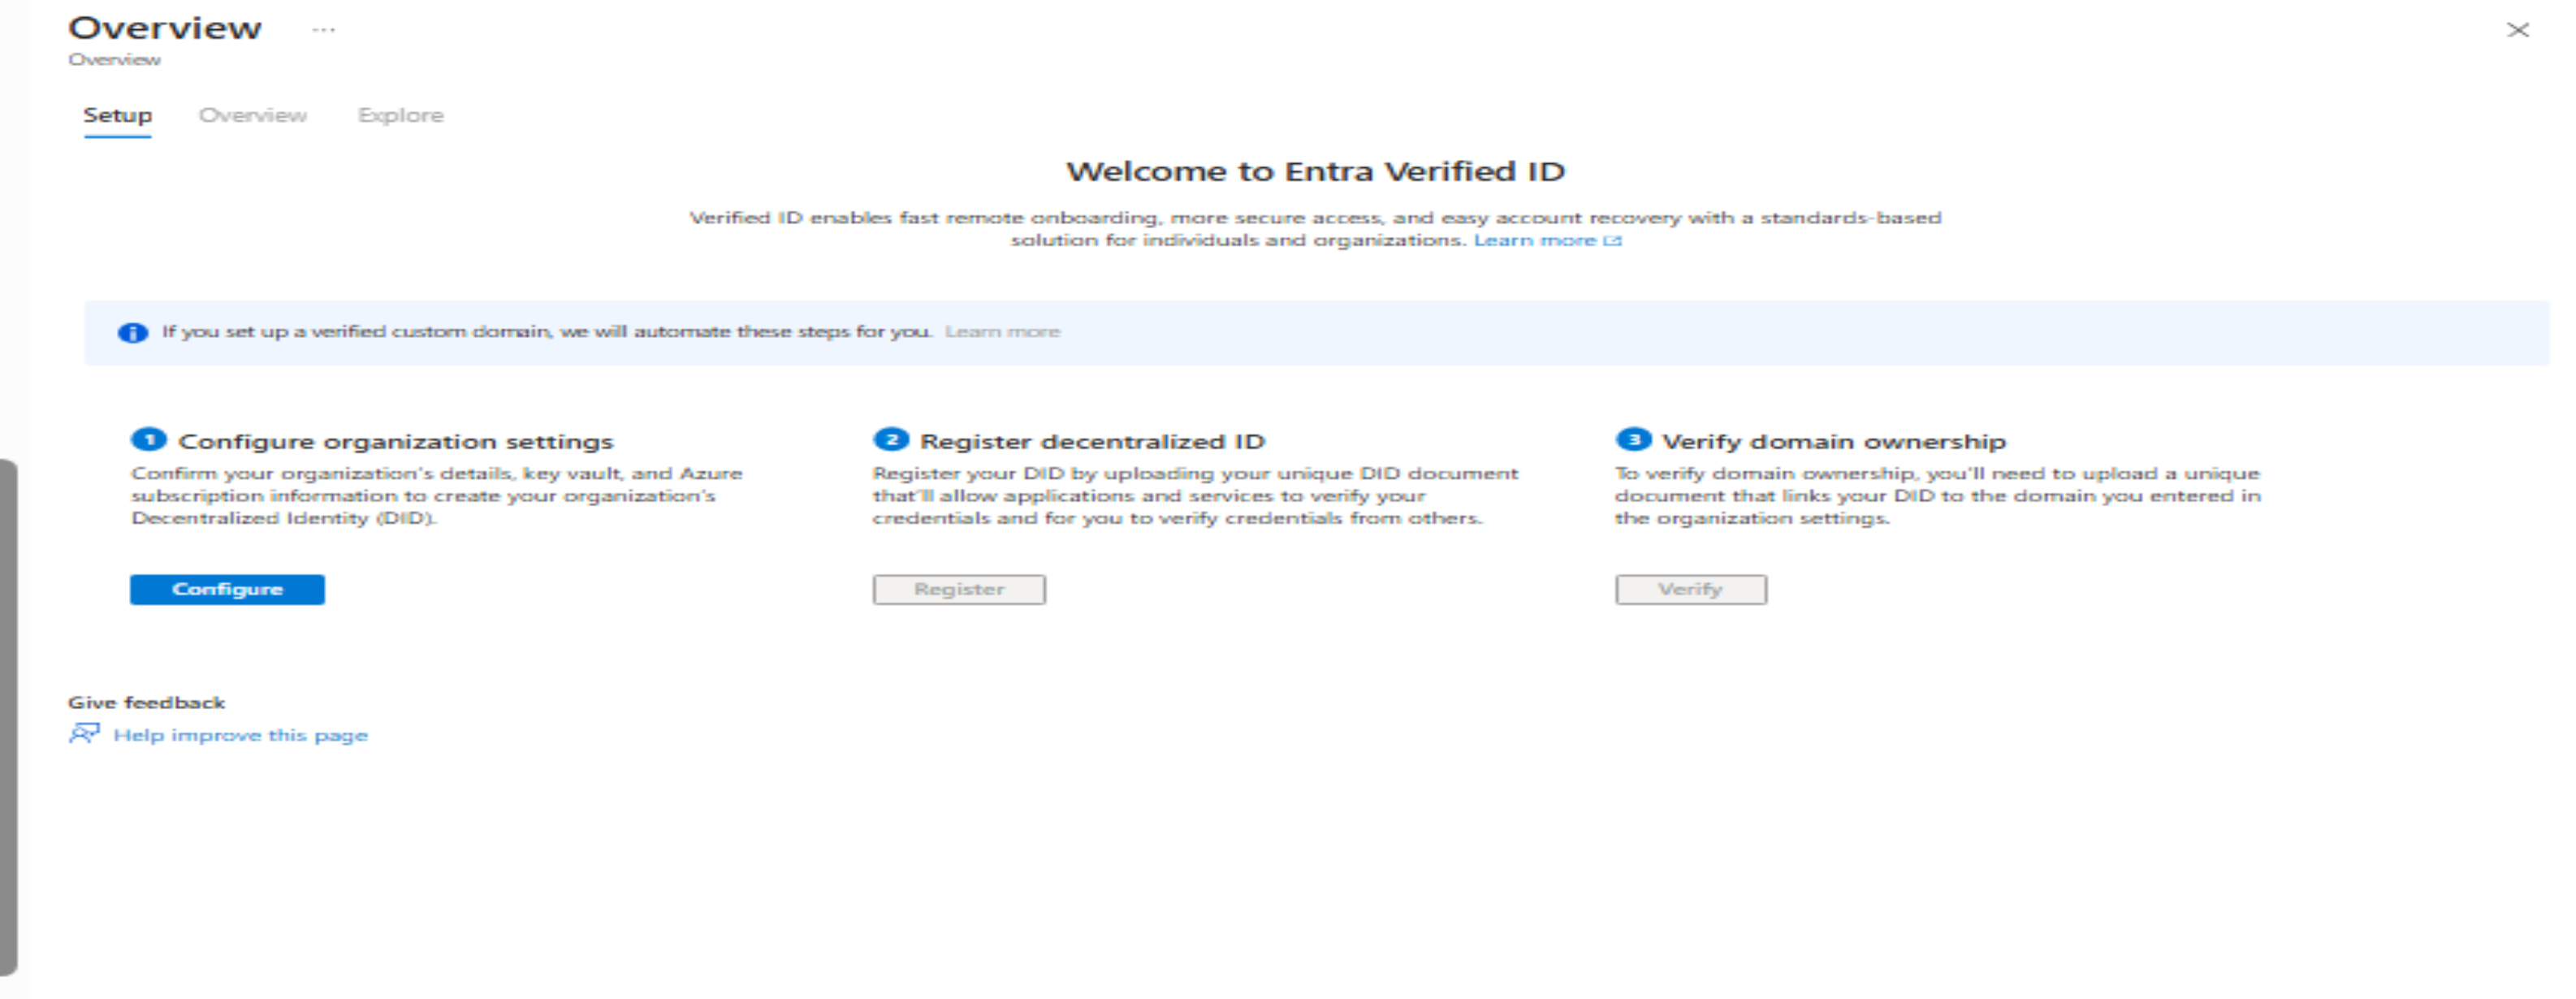 Overview ...
Overview
Setup Overview Explore
Welcome to Entra Verified ID
Verified ID enables fast remote onboarding, more secure access, and easy account recovery with a standards-based
solution for individuals and organizations. Learn more
If you set up a verified custom domain, we will automate these steps for you. Learn more
1 Configure organization settings
Confirm your organization's details, key vault, and Azure
subscription information to create your organization's
Decentralized Identity (DID).
Configure
2 Register decentralized ID
Register your DID by uploading your unique DID document
that'll allow applications and services to verify your
credentials and for you to verify credentials from others.
Register
3 Verify domain ownership
To verify domain ownership, you'll need to upload a unique
document that links your DID to the domain you entered in
the organization settings.
Verify
Give feedback
Help improve this page